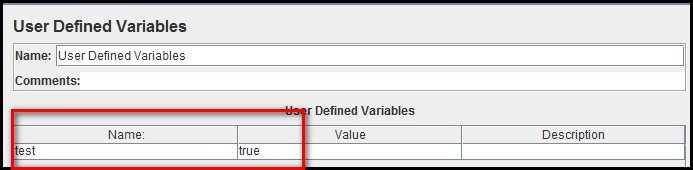 User Defined Variables
Name: User Defined Variables
Comments:
User Defined Variables
Name: Value Description
test true